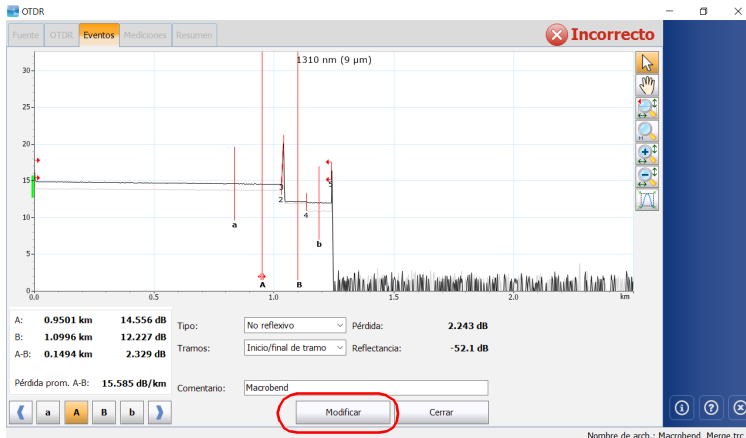 OTDR
Fuente OTDR Eventos Mediciones Resumen Incorrecto
1310 nm (9 µm)
30
25
20
15
10
5
0
3
2
4
5
a
b
A
B
0.0 0.5 1.0 1.5 2.0 km
A: 0.9501 km 14.556 dB
B: 1.0996 km 12.227 dB
A-B: 0.1494 km 2.329 dB
Pérdida prom. A-B: 15.585 dB/km
Tipo: No reflexivo Pérdida: 2.243 dB
Tramos: Inicio/final de tramo Reflectancia: -52.1 dB
Comentario: Macrobend
a A B b Modificar Cerrar
Nombre de arch.: Macrobend_Merge.trc